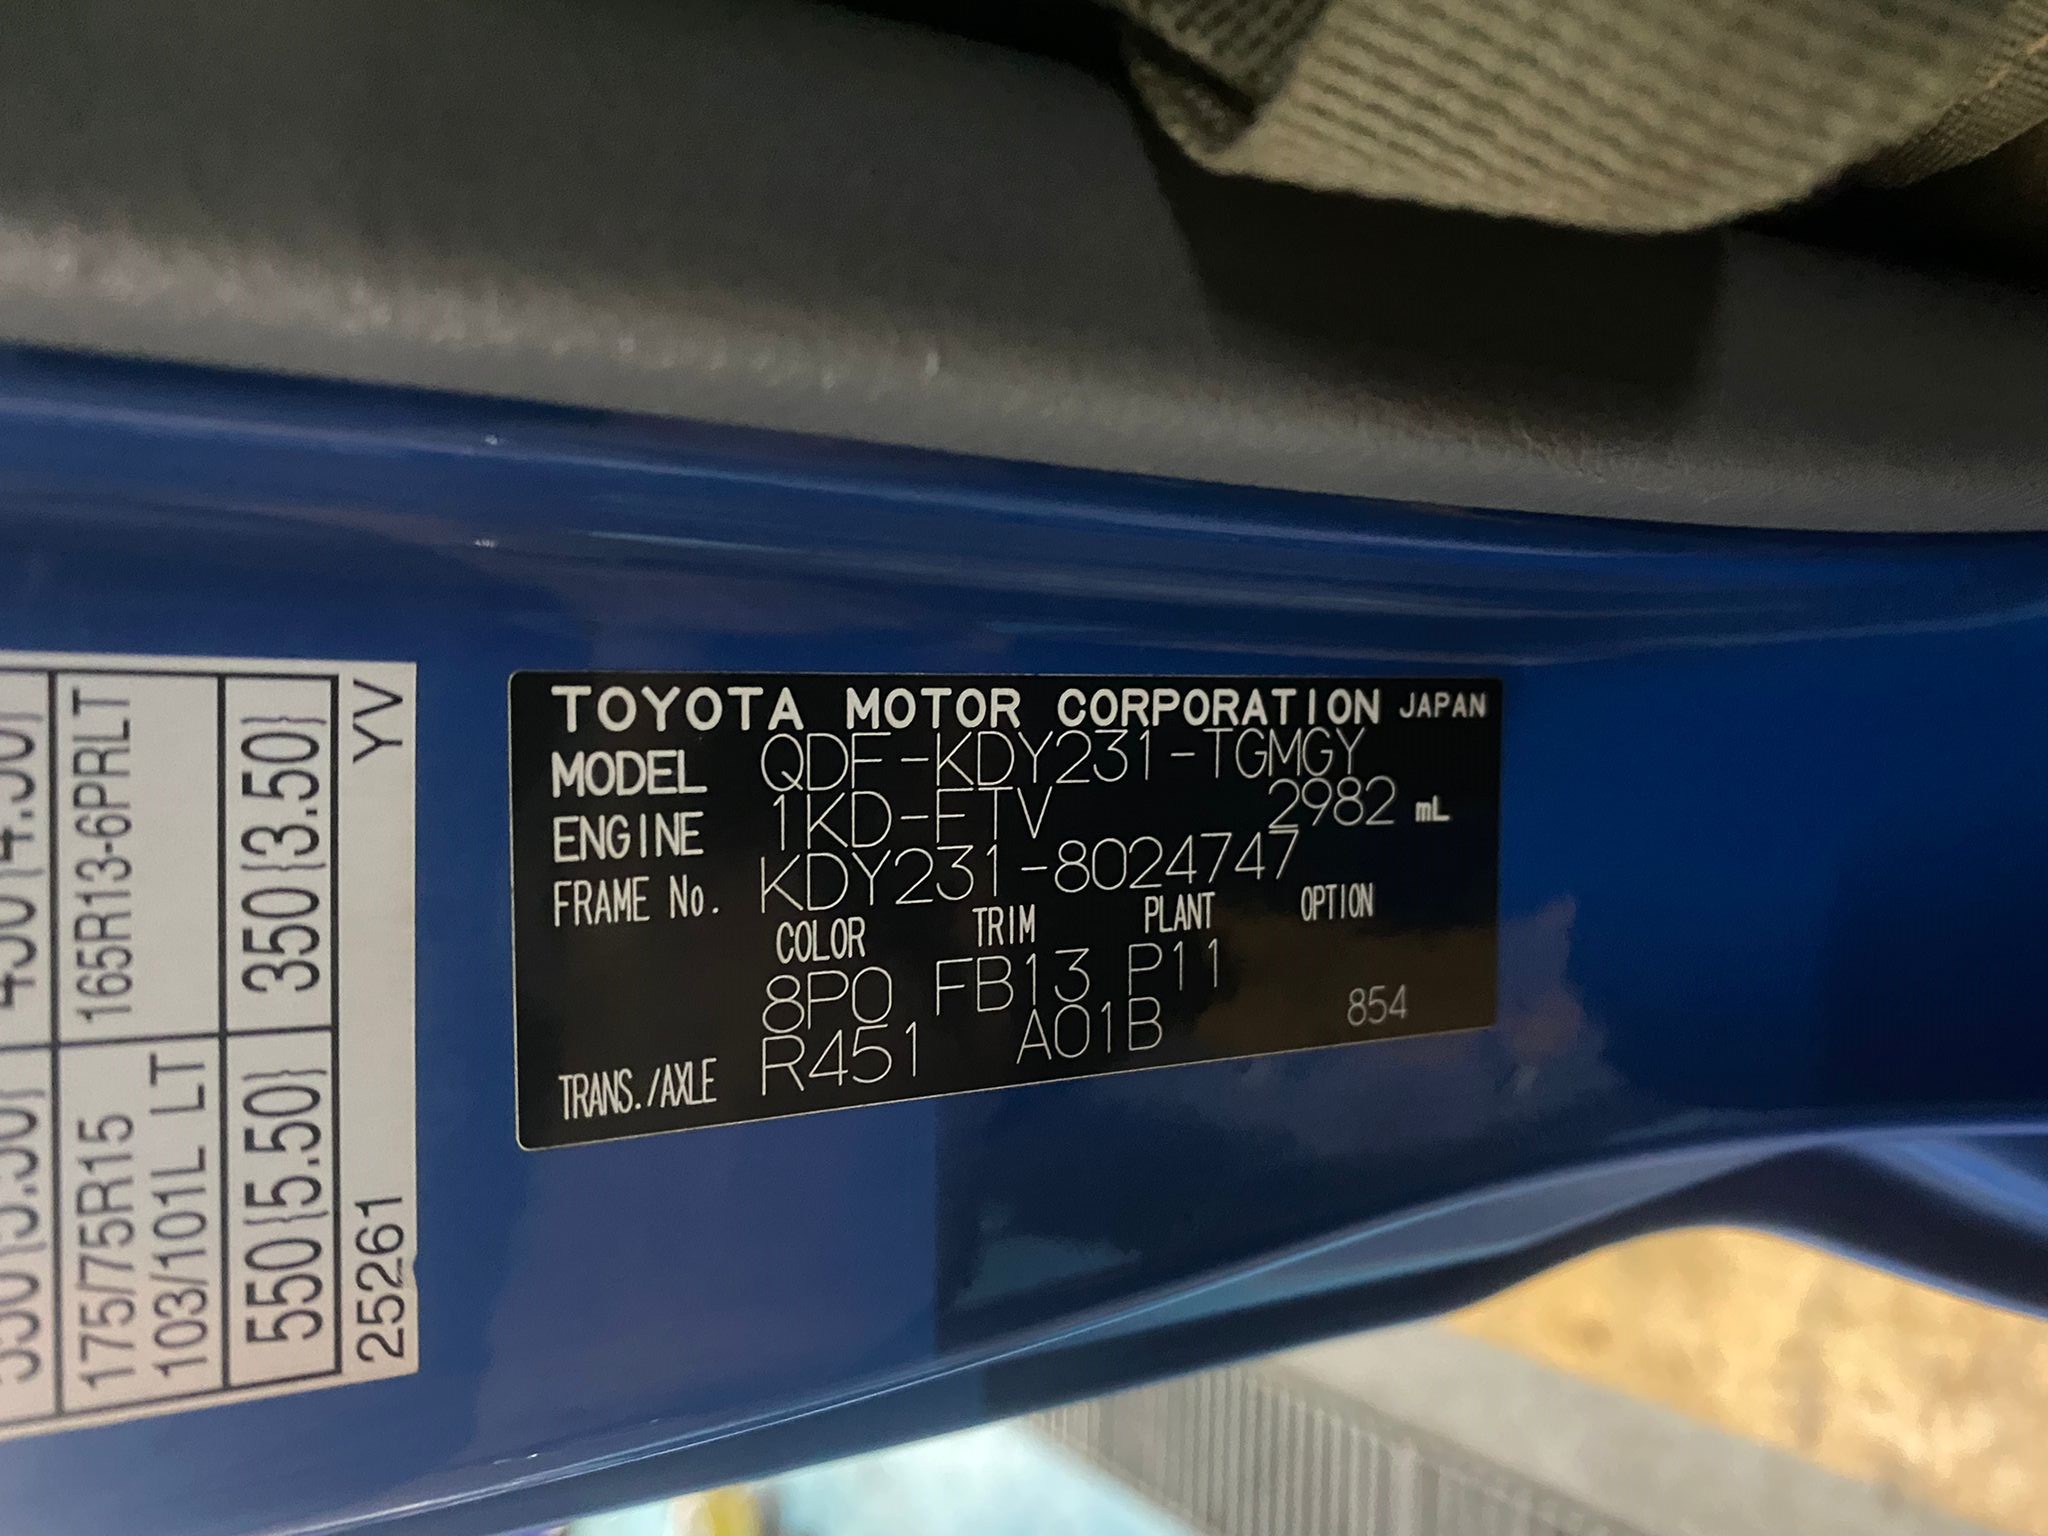 TOYOTA MOTOR CORPORATION JAPAN
MODEL QDF-KDY231-TGMGY
ENGINE 1KD-FTV 2982 mL
FRAME No. KDY231-8024747
COLOR TRIM PLANT OPTION
8P0 FB13 P11
TRANS./AXLE R451 A01B 854
175/75R15 165R13-6PRLT
103/101L LT
550{5.50} 350{3.50}
25261 YV